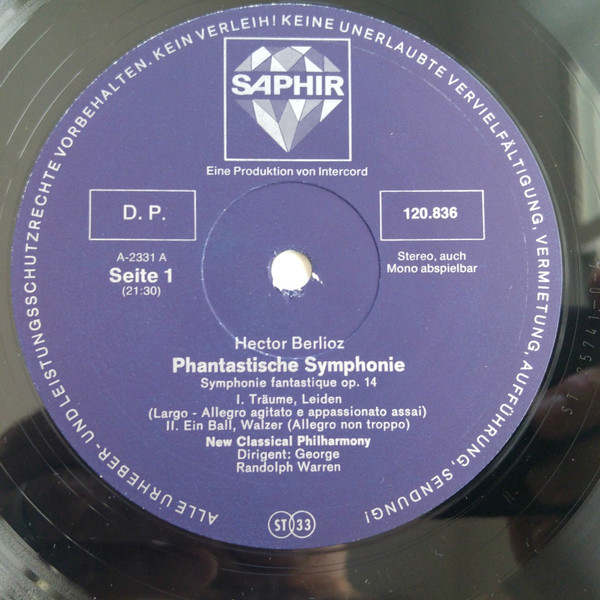 ALLE URHEBER- UND LEISTUNGSSCHUTZRECHTE VORBEHALTEN. KEIN VERLEIH! KEINE UNERLAUBTE VERVIELFÄLTIGUNG, VERMIETUNG, AUFFÜHRUNG, SENDUNG!
SAPHIR
Eine Produktion von Intercord
D. P.
120.836
A-2331 A
Seite 1
(21:30)
Stereo, auch
Mono abspielbar
Hector Berlioz
Phantastische Symphonie
Symphonie fantastique op. 14
I. Träume, Leiden
(Largo - Allegro agitato e appassionato assai)
II. Ein Ball, Walzer (Allegro non troppo)
New Classical Philharmony
Dirigent: George
Randolph Warren
ST 33